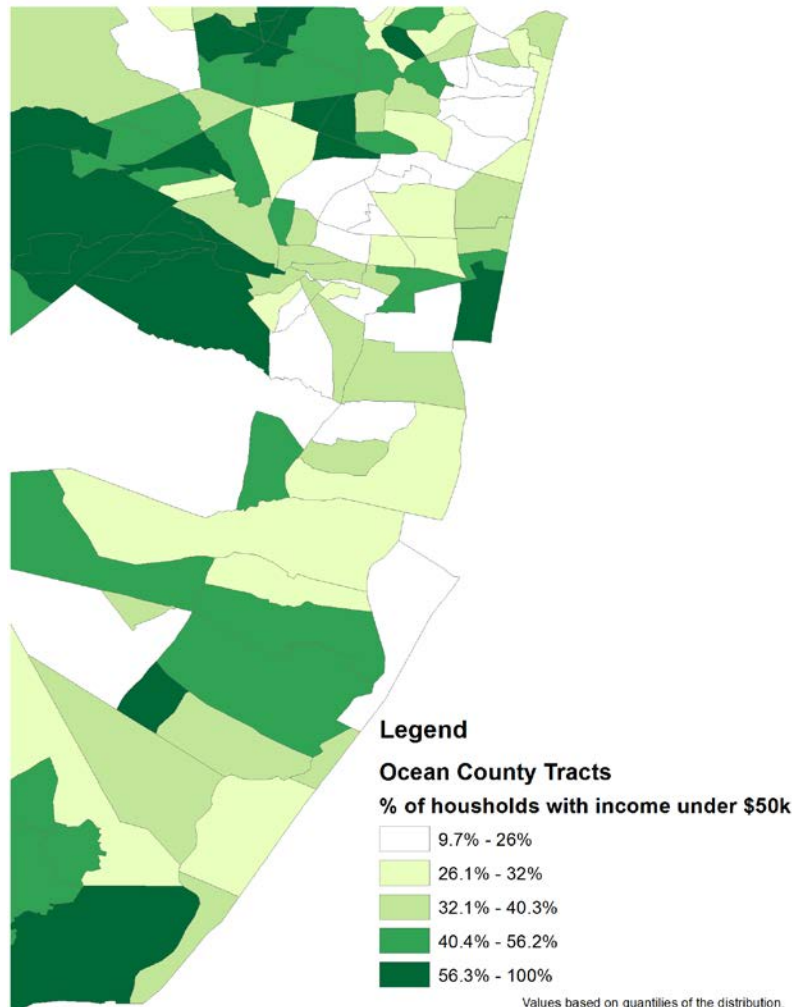 Legend
Ocean County Tracts
% of housholds with income under $50k
9.7% - 26%
26.1% - 32%
32.1% - 40.3%
40.4% - 56.2%
56.3% - 100%
Values based on quantilies of the distribution.